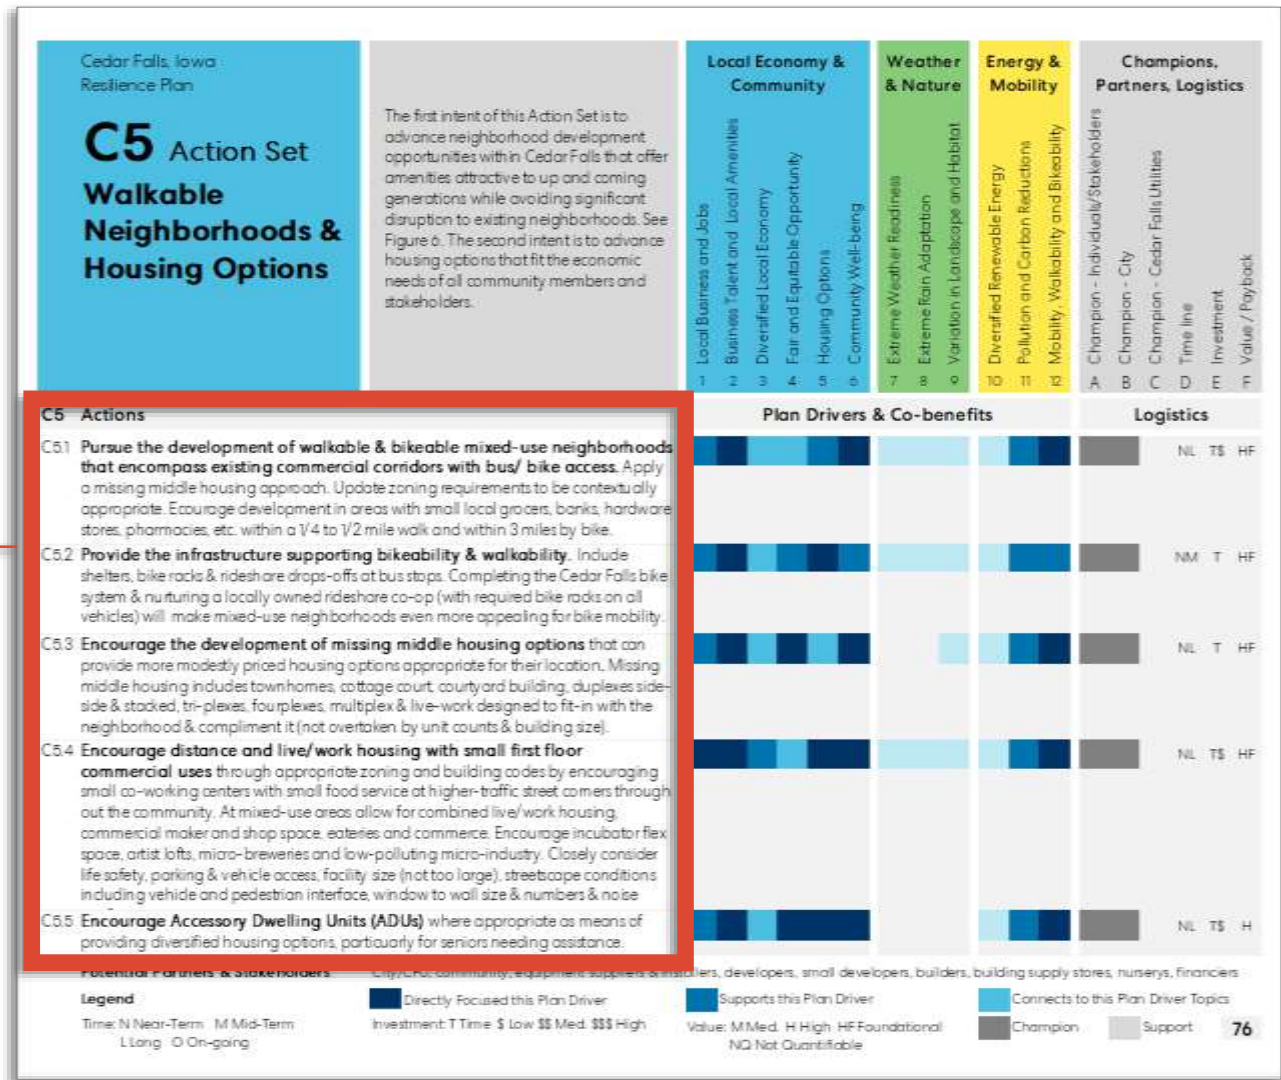 Cedar Falls, Iowa
Resilience Plan
C5 Action Set
Walkable
Neighborhoods &
Housing Options
The first intent of this Action Set is to
advance neighborhood development
opportunities within Cedar Falls that offer
amenities attractive to up and coming
generations while avoiding significant
disruption to existing neighborhoods. See
Figure 6. The second intent is to advance
housing options that fit the economic
needs of all community members and
stakeholders.
Local Economy &
Community
Local Business and Jobs
Business Talent and Local Amenities
Diversified Local Economy
Fair and Equitable Opportunity
Housing Options
Community Well-being
1 2 3 4 5 6
Weather
& Nature
Extreme Weather Readiness
Extreme Rain Adaptation
Variation in Landscape and Habitat
7 8 9
Energy &
Mobility
Diversified Renewable Energy
Pollution and Carbon Reductions
Mobility, Walkability and Bikeability
10 11 12
Champions,
Partners, Logistics
Champion - Individuals/Stakeholders
Champion - City
Champion - Cedar Falls Utilities
Time line
Investment
Value / Payback
A B C D E F
C5 Actions
Plan Drivers & Co-benefits
Logistics
C5.1 Pursue the development of walkable & bikeable mixed-use neighborhoods
that encompass existing commercial corridors with bus/ bike access. Apply
a missing middle housing approach. Update zoning requirements to be contextually
appropriate. Ecourage development in areas with small local grocers, banks, hardware
stores, pharmacies, etc. within a 1/4 to 1/2 mile walk and within 3 miles by bike.
NL T$ HF
C5.2 Provide the infrastructure supporting bikeability & walkability. Include
shelters, bike racks & rideshare drops-offs at bus stops. Completing the Cedar Falls bike
system & nurturing a locally owned rideshare co-op (with required bike racks on all
vehicles) will make mixed-use neighborhoods even more appealing for bike mobility.
NM T HF
C5.3 Encourage the development of missing middle housing options that can
provide more modestly priced housing options appropriate for their location. Missing
middle housing includes townhomes, cottage court, courtyard building, duplexes side-
side & stacked, tri-plexes, fourplexes, multiplex & live-work designed to fit-in with the
neighborhood & compliment it (not overtaken by unit counts & building size).
NL T HF
C5.4 Encourage distance and live/work housing with small first floor
commercial uses through appropriate zoning and building codes by encouraging
small co-working centers with small food service at higher-traffic street corners through
out the community. At mixed-use areas allow for combined live/work housing,
commercial maker and shop space, eateries and commerce. Encourage incubator flex
space, artist lofts, micro-breweries and low-polluting micro-industry. Closely consider
life safety, parking & vehicle access, facility size (not too large), streetscape conditions
including vehicle and pedestrian interface, window to wall size & numbers & noise
NL T$ HF
C5.5 Encourage Accessory Dwelling Units (ADUs) where appropriate as means of
providing diversified housing options, particuarly for seniors needing assistance.
NL T$ H
Potential Partners & Stakeholders City/CFU, community, equipment suppliers & installers, developers, small developers, builders, building supply stores, nurserys, financiers
Legend
Directly Focused this Plan Driver
Supports this Plan Driver
Connects to this Plan Driver Topics
Time: N Near-Term M Mid-Term
L Long O On-going
Investment: T Time $ Low $$ Med. $$$ High
Value: M Med. H High HF Foundational
NQ Not Quantifiable
Champion
Support
76